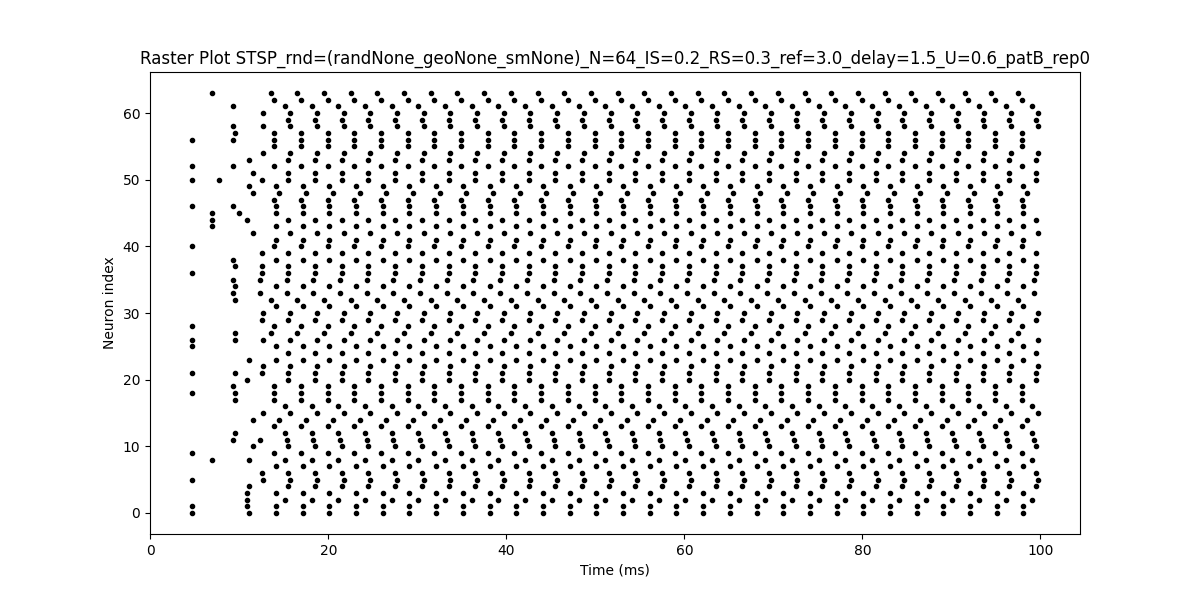 Raster Plot STSP_rnd=(randNone_geoNone_smNone)_N=64_IS=0.2_RS=0.3_ref=3.0_delay=1.5_U=0.6_patB_rep0
60
50
40
30
20
10
0
Neuron index
0 20 40 60 80 100
Time (ms)